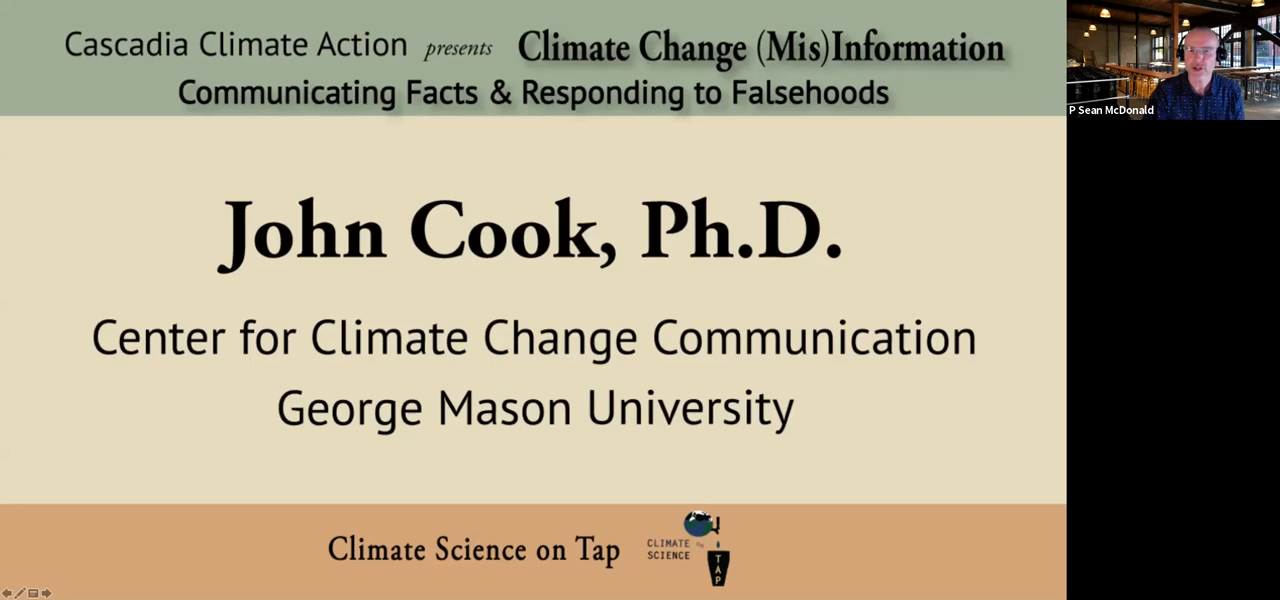 Cascadia Climate Action presents Climate Change (Mis)Information
Communicating Facts & Responding to Falsehoods
P Sean McDonald
John Cook, Ph.D.
Center for Climate Change Communication
George Mason University
Climate Science on Tap
CLIMATE
SCIENCE
TAP